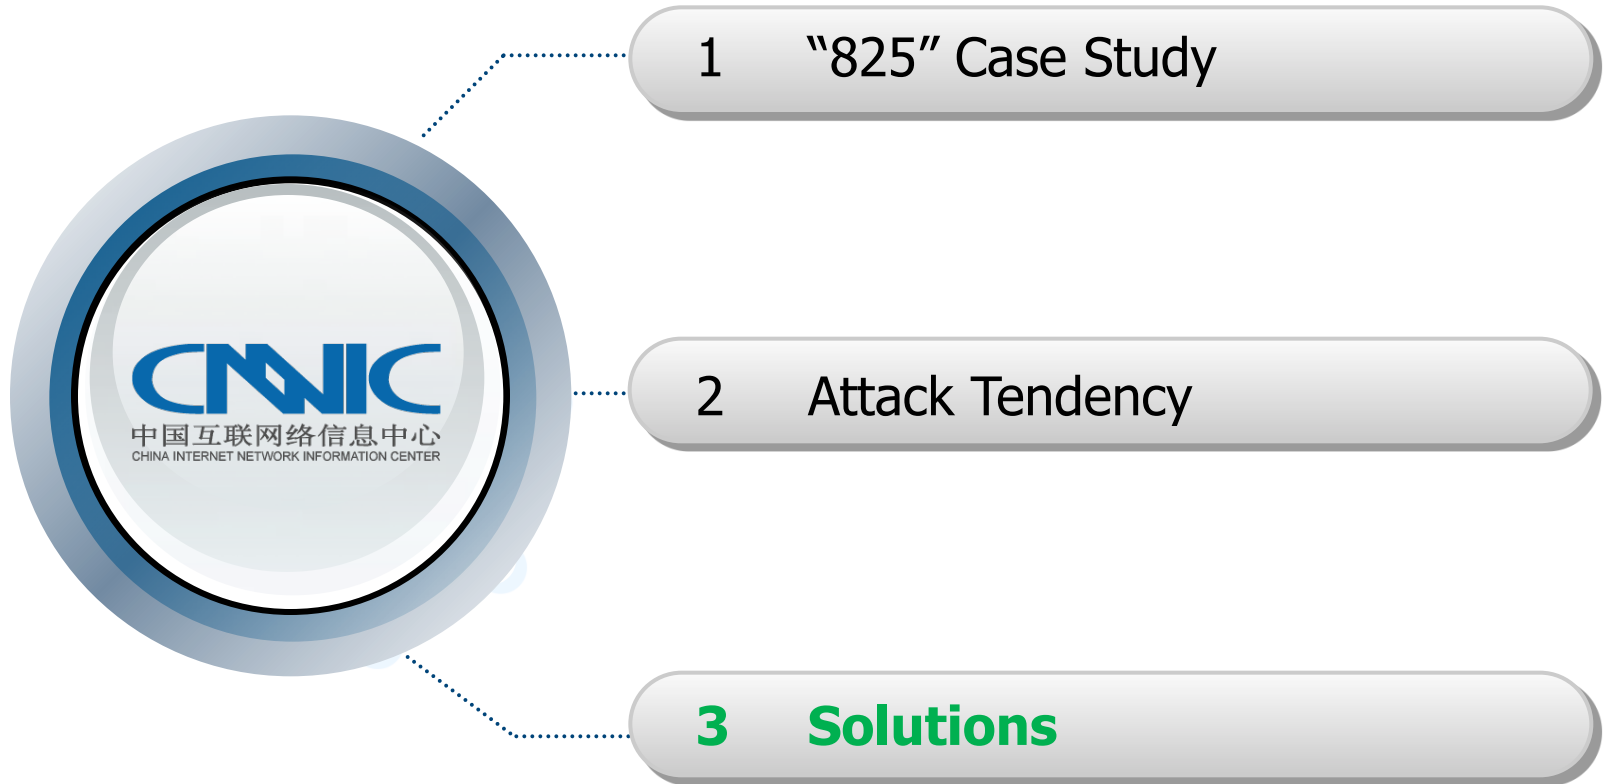 1 “825” Case Study
CNNIC
中国互联网络信息中心
CHINA INTERNET NETWORK INFORMATION CENTER
2 Attack Tendency
3 Solutions